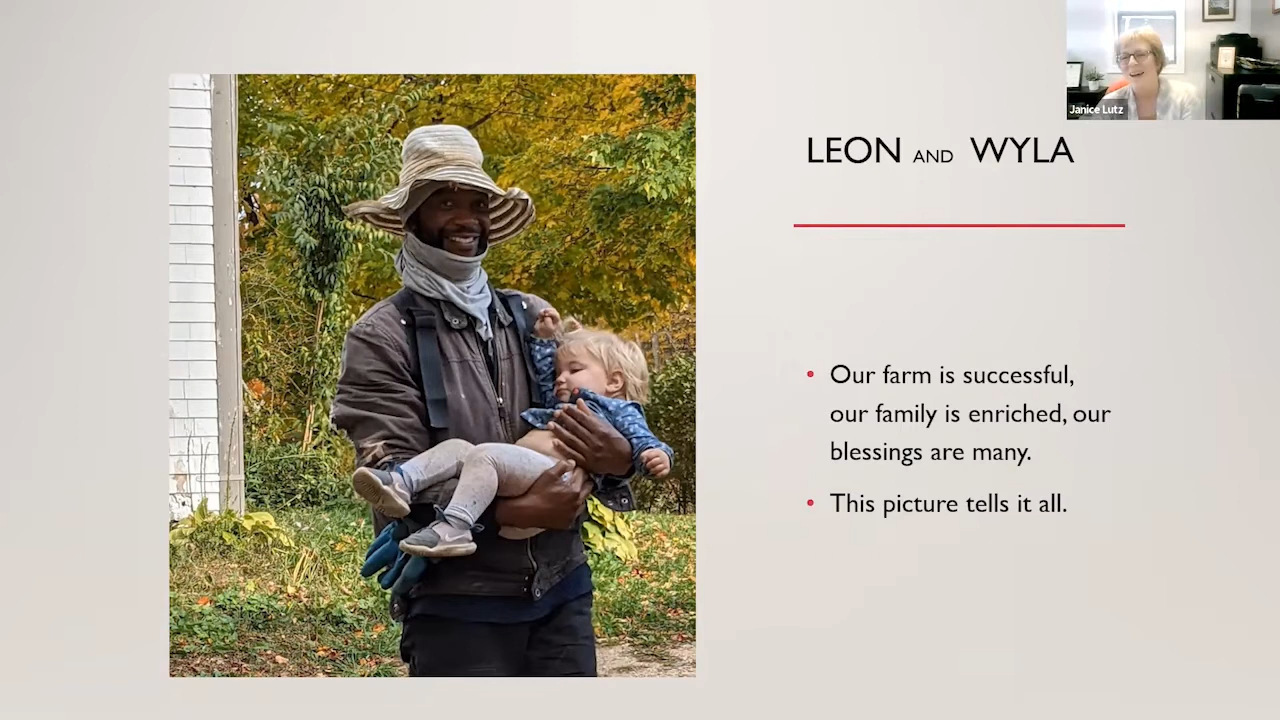 Janice Lutz
LEON AND WYLA
Our farm is successful,
our family is enriched, our
blessings are many.
This picture tells it all.